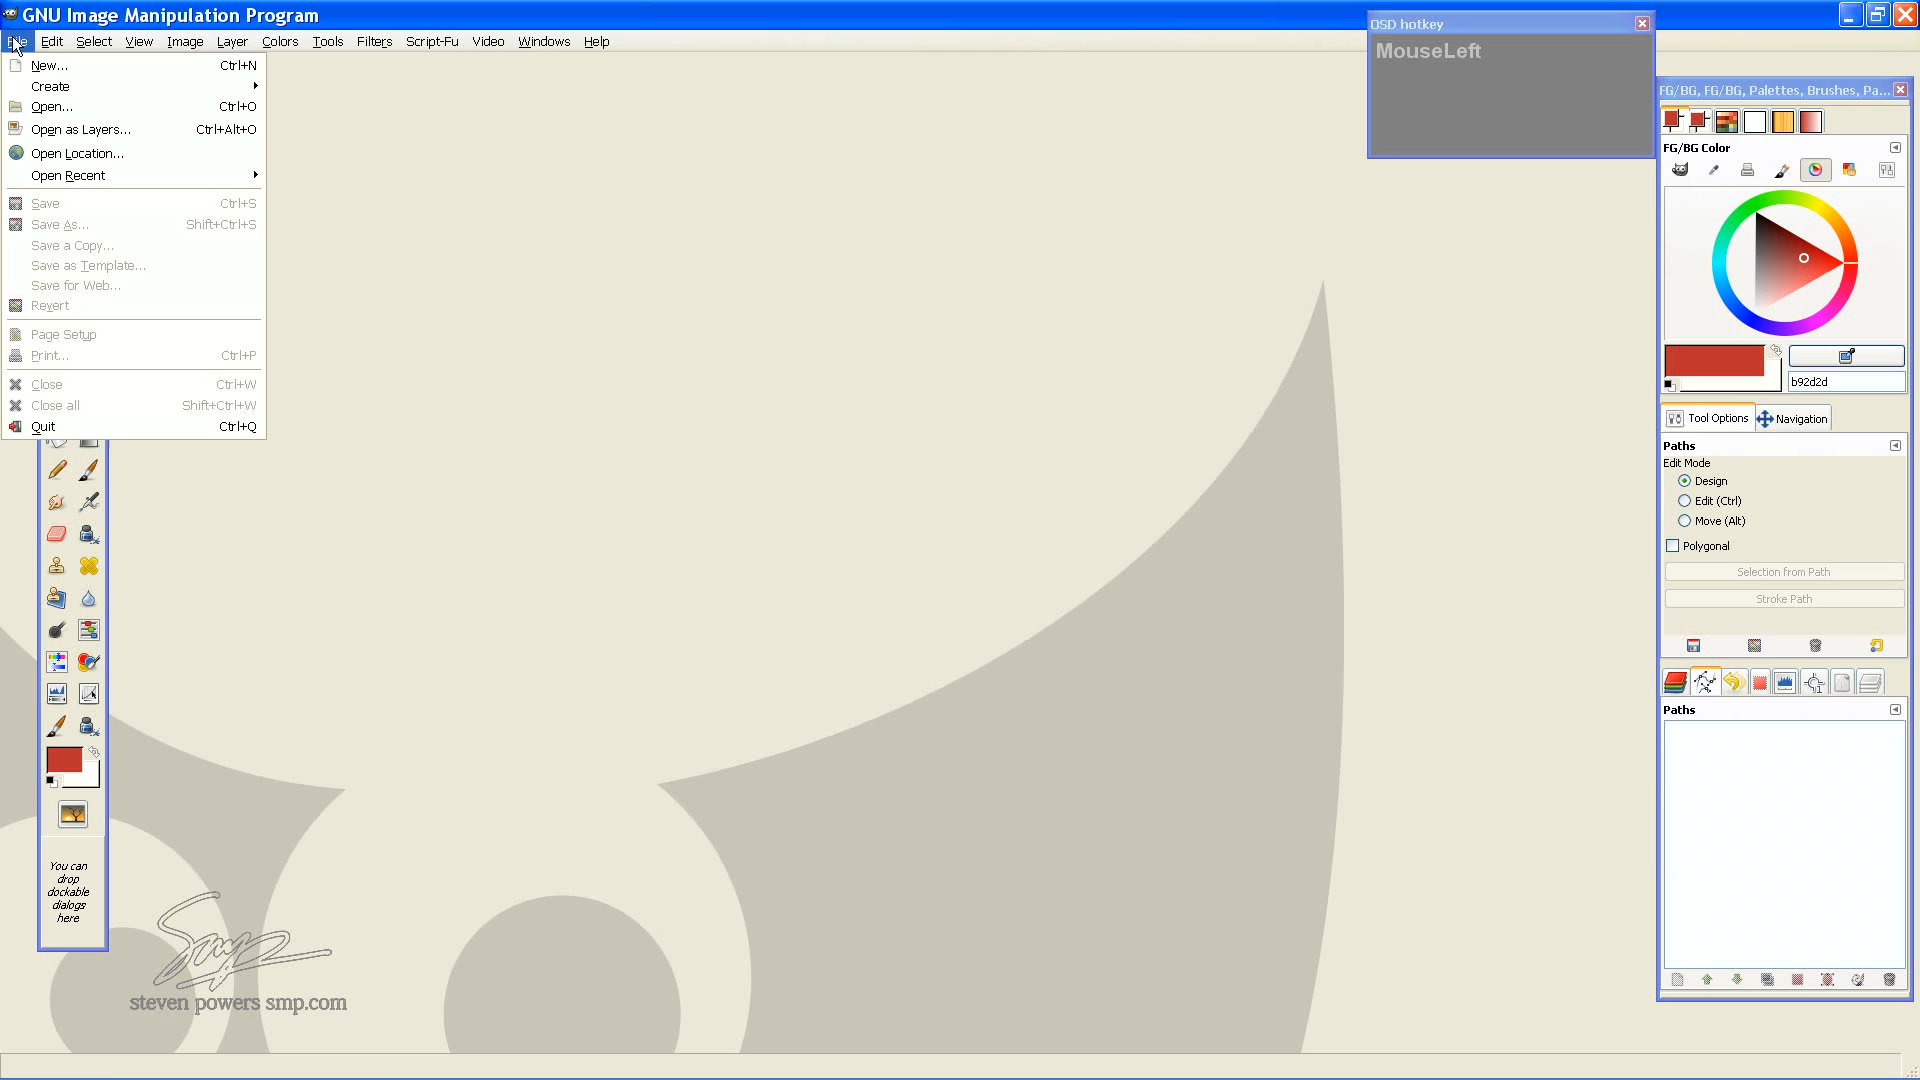 GNU Image Manipulation Program
File Edit Select View Image Layer Colors Tools Filters Script-Fu Video Windows Help
New... Ctrl+N
Create
Open... Ctrl+O
Open as Layers... Ctrl+Alt+O
Open Location...
Open Recent
Save Ctrl+S
Save As... Shift+Ctrl+S
Save a Copy...
Save as Template...
Save for Web...
Revert
Page Setup
Print... Ctrl+P
Close Ctrl+W
Close all Shift+Ctrl+W
Quit Ctrl+Q
You can
drop
dockable
dialogs
here
Smp
steven powers smp.com
OSD hotkey
MouseLeft
FG/BG, FG/BG, Palettes, Brushes, Pa...
FG/BG Color
b92d2d
Tool Options Navigation
Paths
Edit Mode
Design
Edit (Ctrl)
Move (Alt)
Polygonal
Selection from Path
Stroke Path
Paths